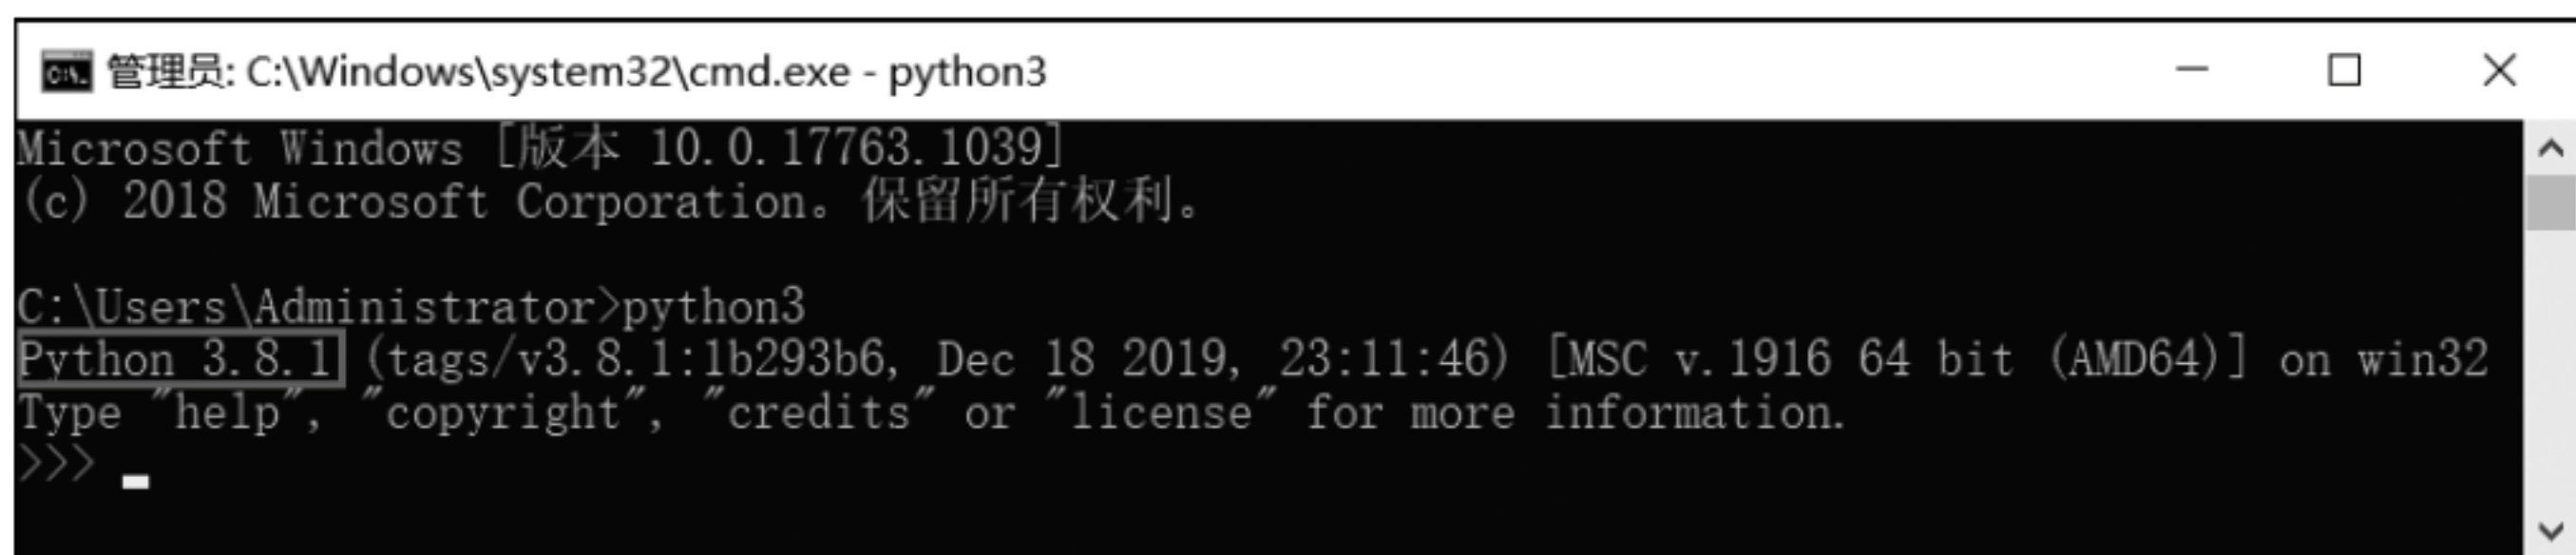 管理员: C:\Windows\system32\cmd.exe - python3
Microsoft Windows [版本 10.0.17763.1039]
(c) 2018 Microsoft Corporation。保留所有权利。
C:\Users\Administrator>python3
Python 3.8.1 (tags/v3.8.1:1b293b6, Dec 18 2019, 23:11:46) [MSC v.1916 64 bit (AMD64)] on win32
Type "help", "copyright", "credits" or "license" for more information.
>>>